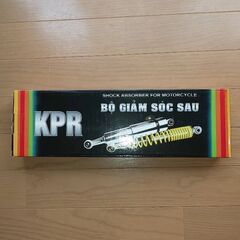 SHOCK ABSORBER FOR MOTORCYCLE
BỘ GIẢM SÓC SAU
KPR